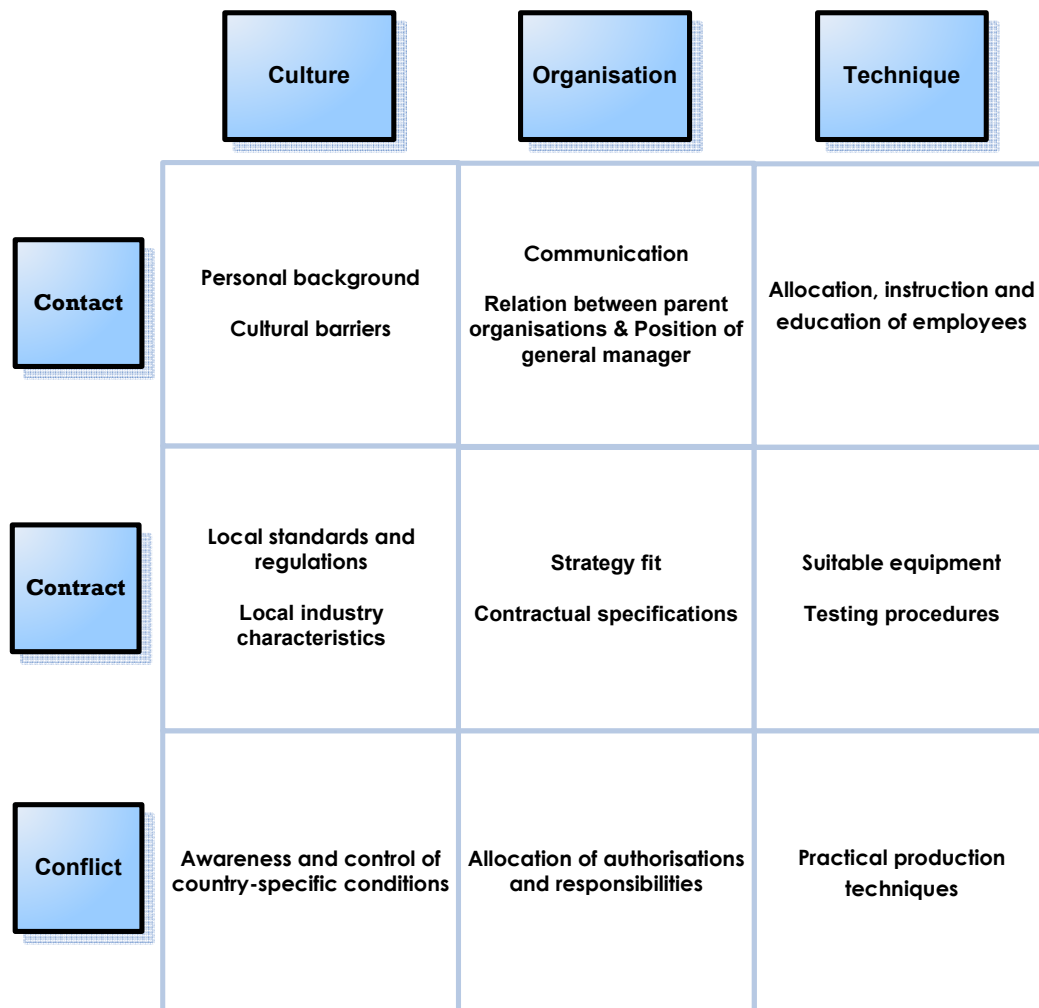 Culture
Organisation
Technique
Contact
Personal background
Cultural barriers
Communication
Relation between parent
organisations & Position of
general manager
Allocation, instruction and
education of employees
Contract
Local standards and
regulations
Local industry
characteristics
Strategy fit
Contractual specifications
Suitable equipment
Testing procedures
Conflict
Awareness and control of
country-specific conditions
Allocation of authorisations
and responsibilities
Practical production
techniques